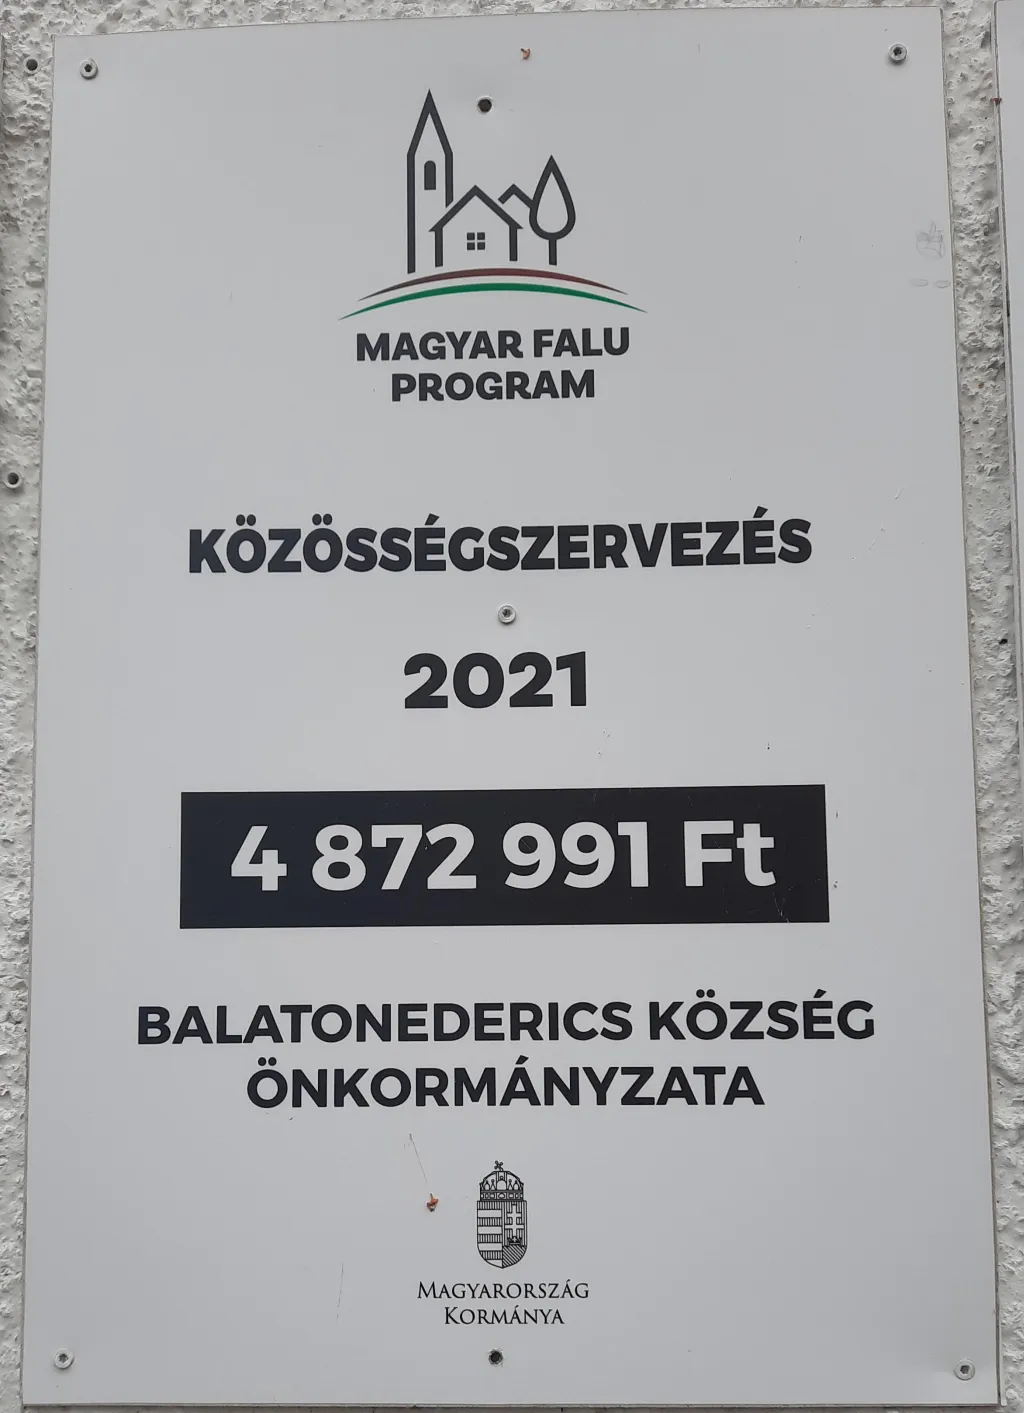 MAGYAR FALU
PROGRAM
KÖZÖSSÉGSZERVEZÉS
2021
4 872 991 Ft
BALATONEDERICS KÖZSÉG
ÖNKORMÁNYZATA
MAGYARORSZÁG
KORMÁNYA